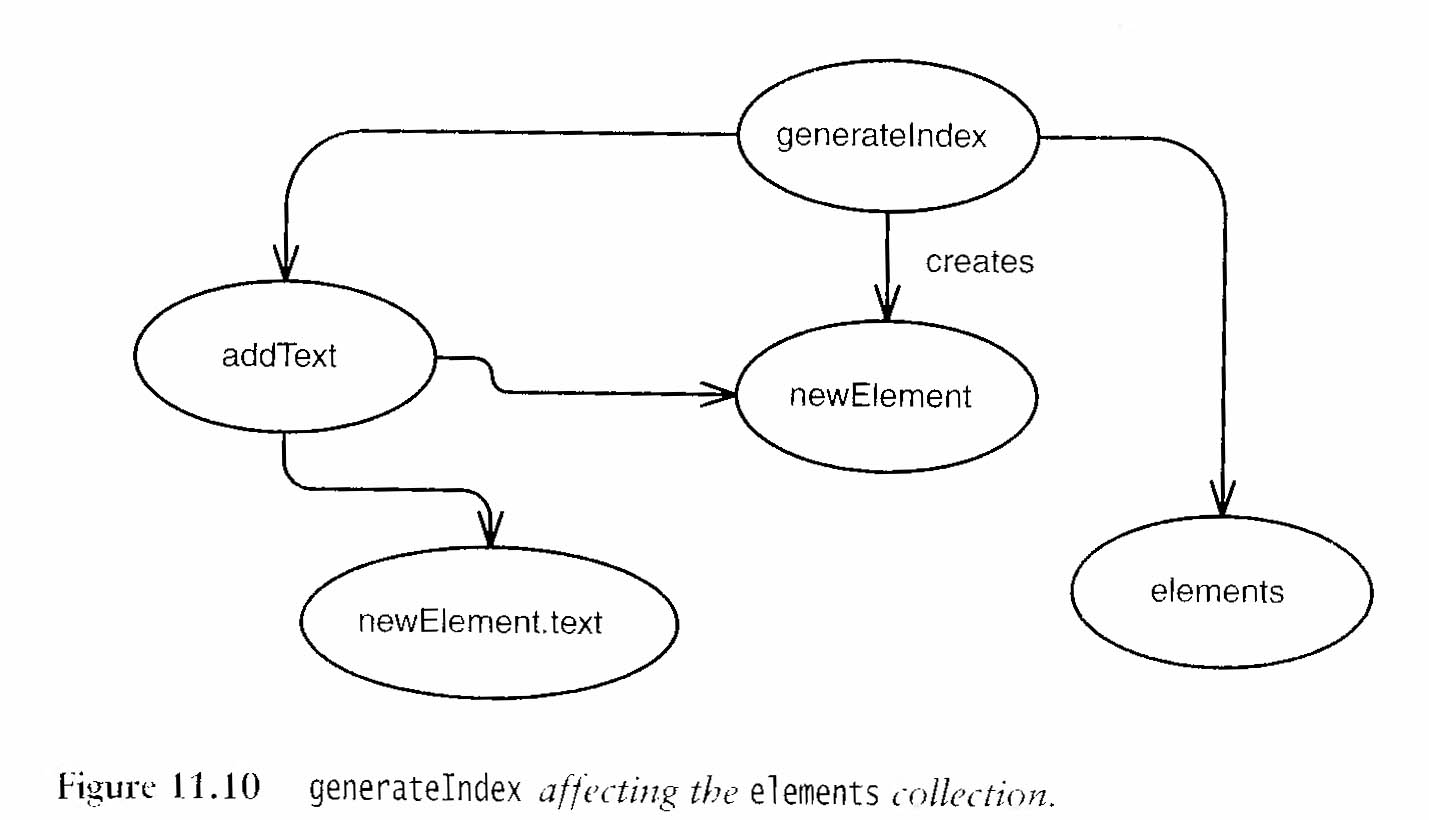 generateIndex
creates
addText
newElement
elements
newElement.text
Figure 11.10 generateIndex affecting the elements collection.